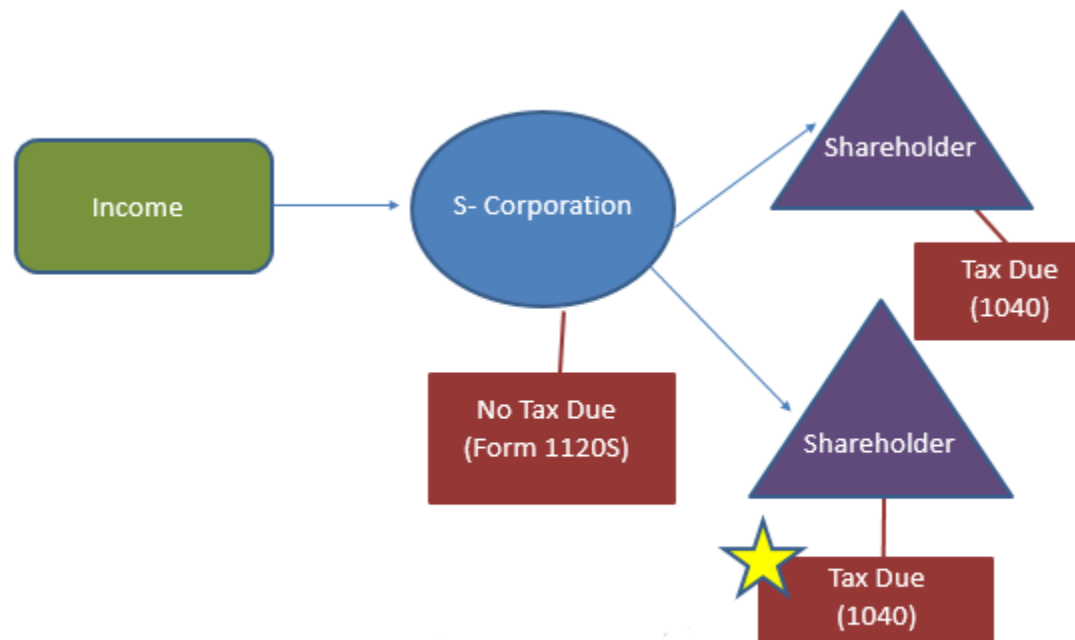 Income
S- Corporation
Shareholder
Tax Due
(1040)
No Tax Due
(Form 1120S)
Shareholder
Tax Due
(1040)